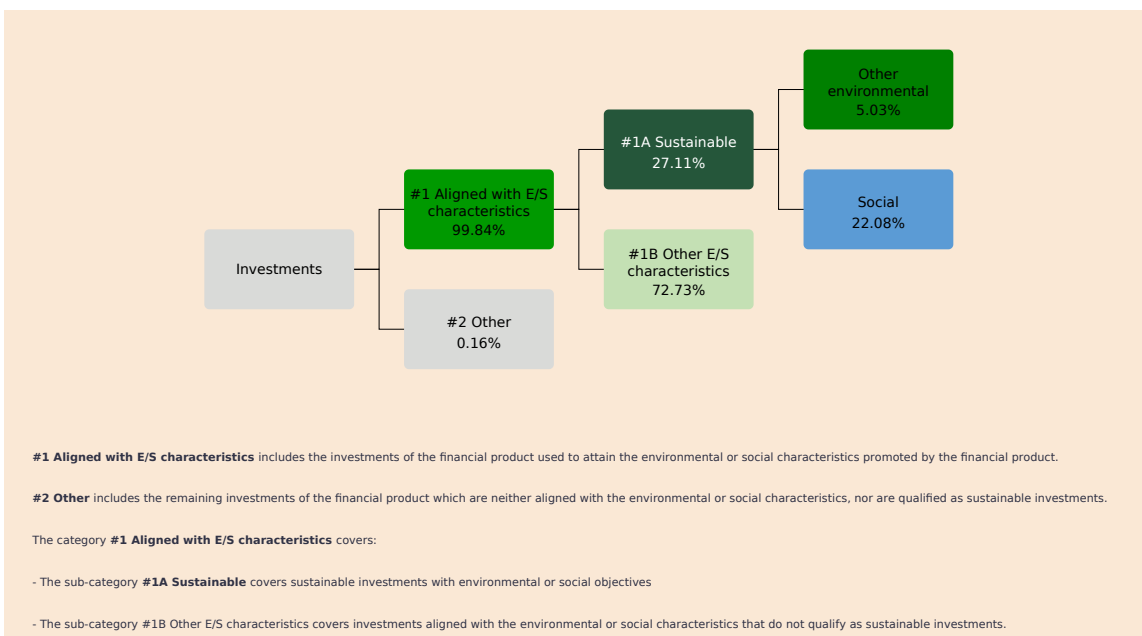 Other
environmental
5.03%
#1A Sustainable
27.11%
#1 Aligned with E/S
characteristics
99.84%
Social
22.08%
Investments
#1B Other E/S
characteristics
72.73%
#2 Other
0.16%
#1 Aligned with E/S characteristics includes the investments of the financial product used to attain the environmental or social characteristics promoted by the financial product.
#2 Other includes the remaining investments of the financial product which are neither aligned with the environmental or social characteristics, nor are qualified as sustainable investments.
The category #1 Aligned with E/S characteristics covers:
- The sub-category #1A Sustainable covers sustainable investments with environmental or social objectives
- The sub-category #1B Other E/S characteristics covers investments aligned with the environmental or social characteristics that do not qualify as sustainable investments.